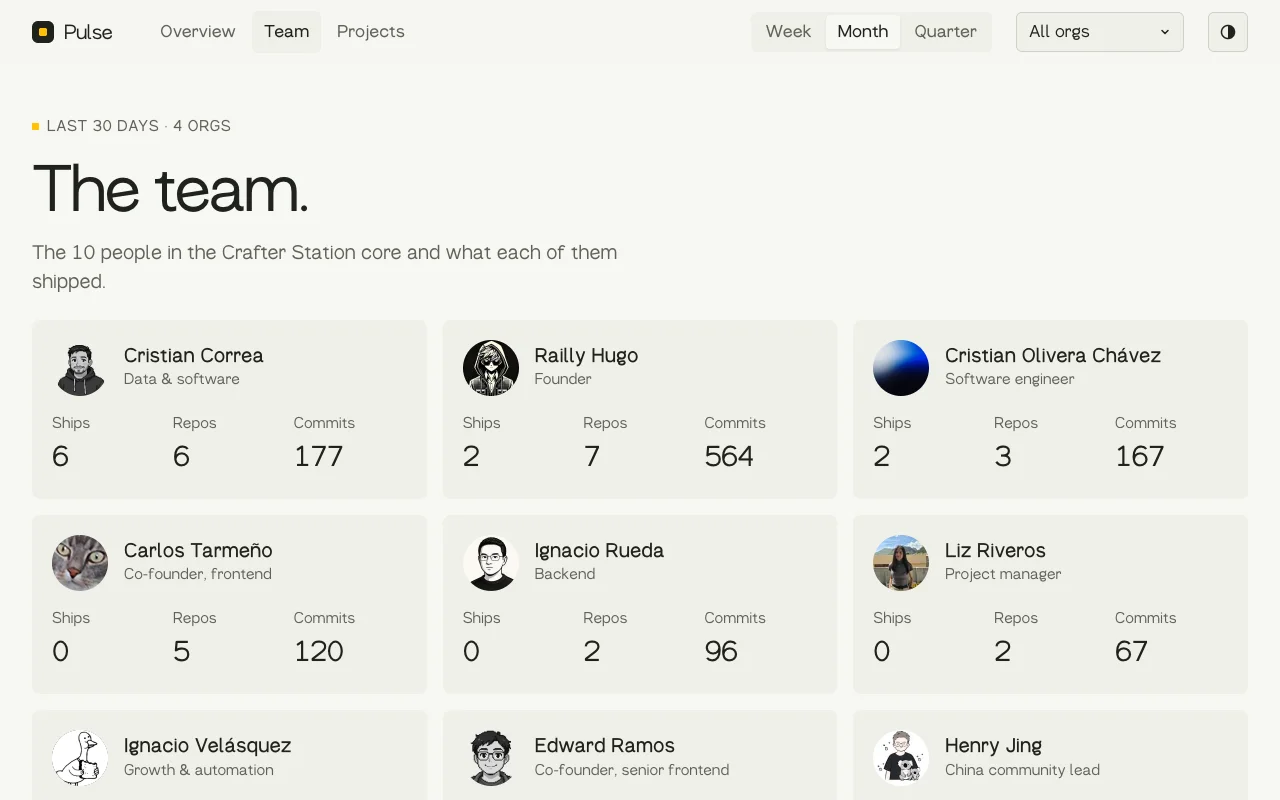 Pulse
Overview
Team
Projects
Week
Month
Quarter
All orgs
LAST 30 DAYS · 4 ORGS
The team.
The 10 people in the Crafter Station core and what each of them
shipped.
Cristian Correa
Data & software
Ships
Repos
Commits
6
6
177
Railly Hugo
Founder
Ships
Repos
Commits
2
7
564
Cristian Olivera Chávez
Software engineer
Ships
Repos
Commits
2
3
167
Carlos Tarmeño
Co-founder, frontend
Ships
Repos
Commits
0
5
120
Ignacio Rueda
Backend
Ships
Repos
Commits
0
2
96
Liz Riveros
Project manager
Ships
Repos
Commits
0
2
67
Ignacio Velásquez
Growth & automation
Edward Ramos
Co-founder, senior frontend
Henry Jing
China community lead